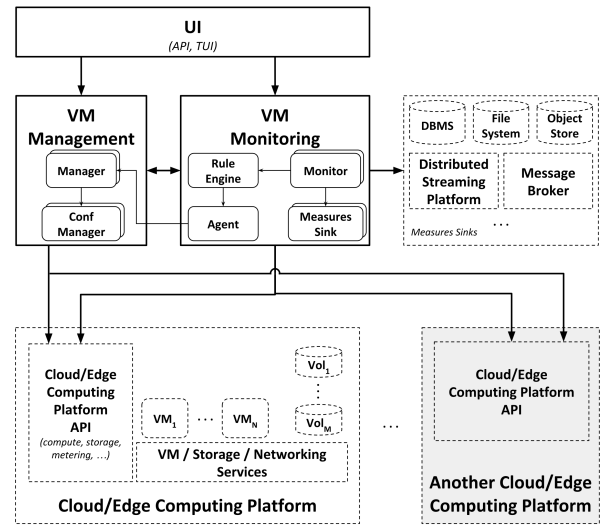 UI
(API, TUI)
VM
Management
Manager
Conf
Manager
VM
Monitoring
Rule
Engine
Monitor
Agent
Measures
Sink
DBMS
File
System
Object
Store
Distributed
Streaming
Platform
Message
Broker
...
Measures Sinks
Cloud/Edge
Computing
Platform
API
(compute, storage,
metering, ...)
VM1
...
VMN
Vol1
...
VolM
VM / Storage / Networking
Services
Cloud/Edge Computing Platform
...
Cloud/Edge
Computing Platform
API
Another Cloud/Edge
Computing Platform